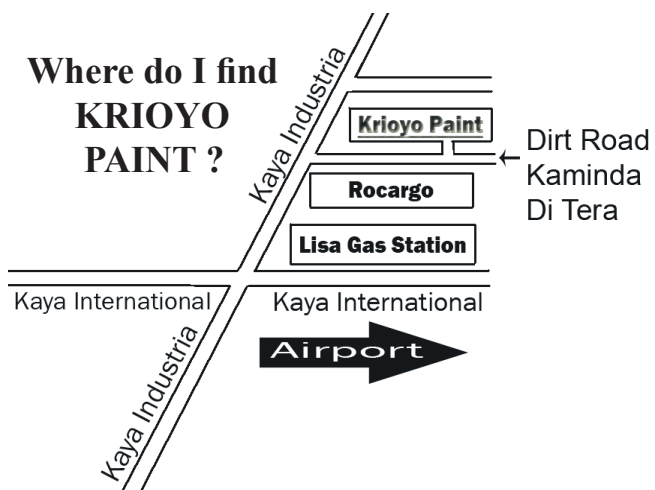 Where do I find
KRIOYO
PAINT ?
Kaya Industria
Krioyo Paint
Dirt Road
Kaminda
Di Tera
Rocargo
Lisa Gas Station
Kaya International
Kaya International
Airport
Kaya Industria